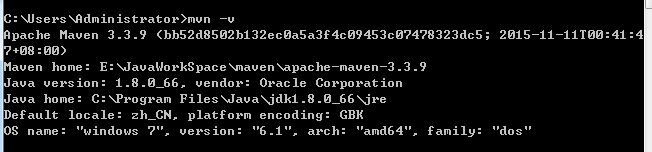 C:\Users\Administrator>mvn -v
Apache Maven 3.3.9 (bb52d8502b132ec0a5a3f4c09453c07478323dc5; 2015-11-11T00:41:4
7+08:00)
Maven home: E:\JavaWorkSpace\maven\apache-maven-3.3.9
Java version: 1.8.0_66, vendor: Oracle Corporation
Java home: C:\Program Files\Java\jdk1.8.0_66\jre
Default locale: zh_CN, platform encoding: GBK
OS name: "windows 7", version: "6.1", arch: "amd64", family: "dos"